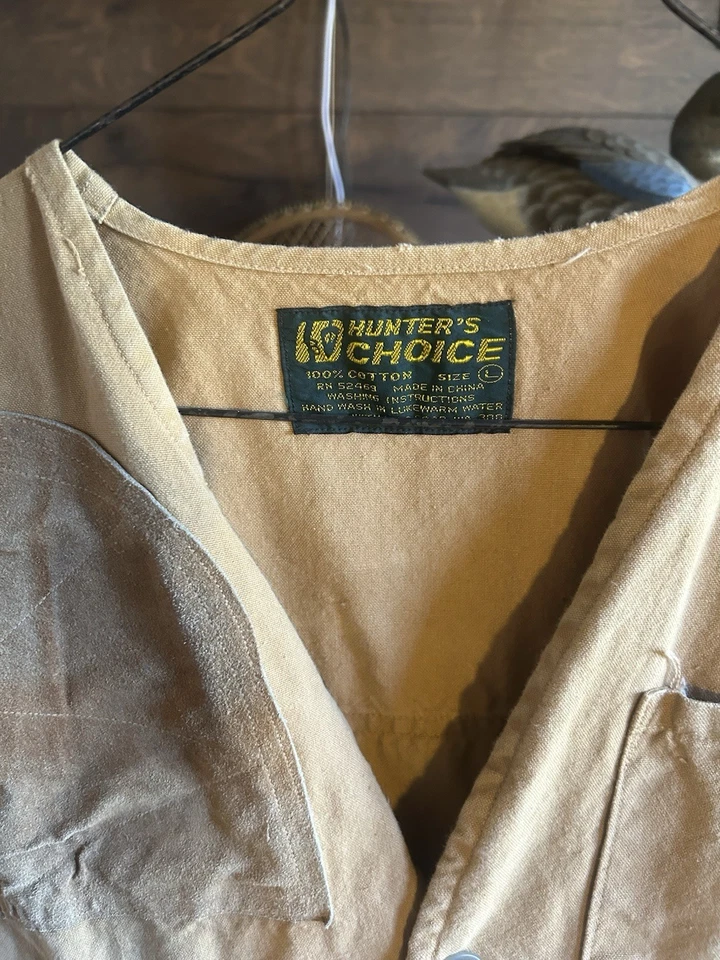 HUNTER'S
CHOICE
100% COTTON SIZE L
RN 52469 MADE IN CHINA
WASHING INSTRUCTIONS
HAND WASH IN LUKEWARM WATER